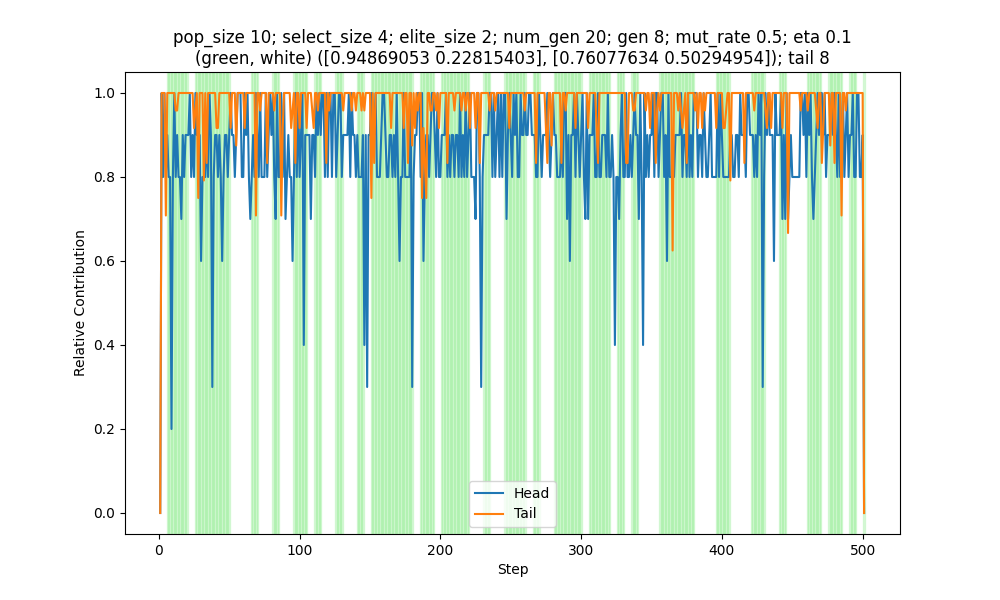 pop_size 10; select_size 4; elite_size 2; num_gen 20; gen 8; mut_rate 0.5; eta 0.1
(green, white) ([0.94869053 0.22815403], [0.76077634 0.50294954]); tail 8
1.0
0.8
0.6
0.4
0.2
0.0
Relative Contribution
Head
Tail
0
100
200
300
400
500
Step